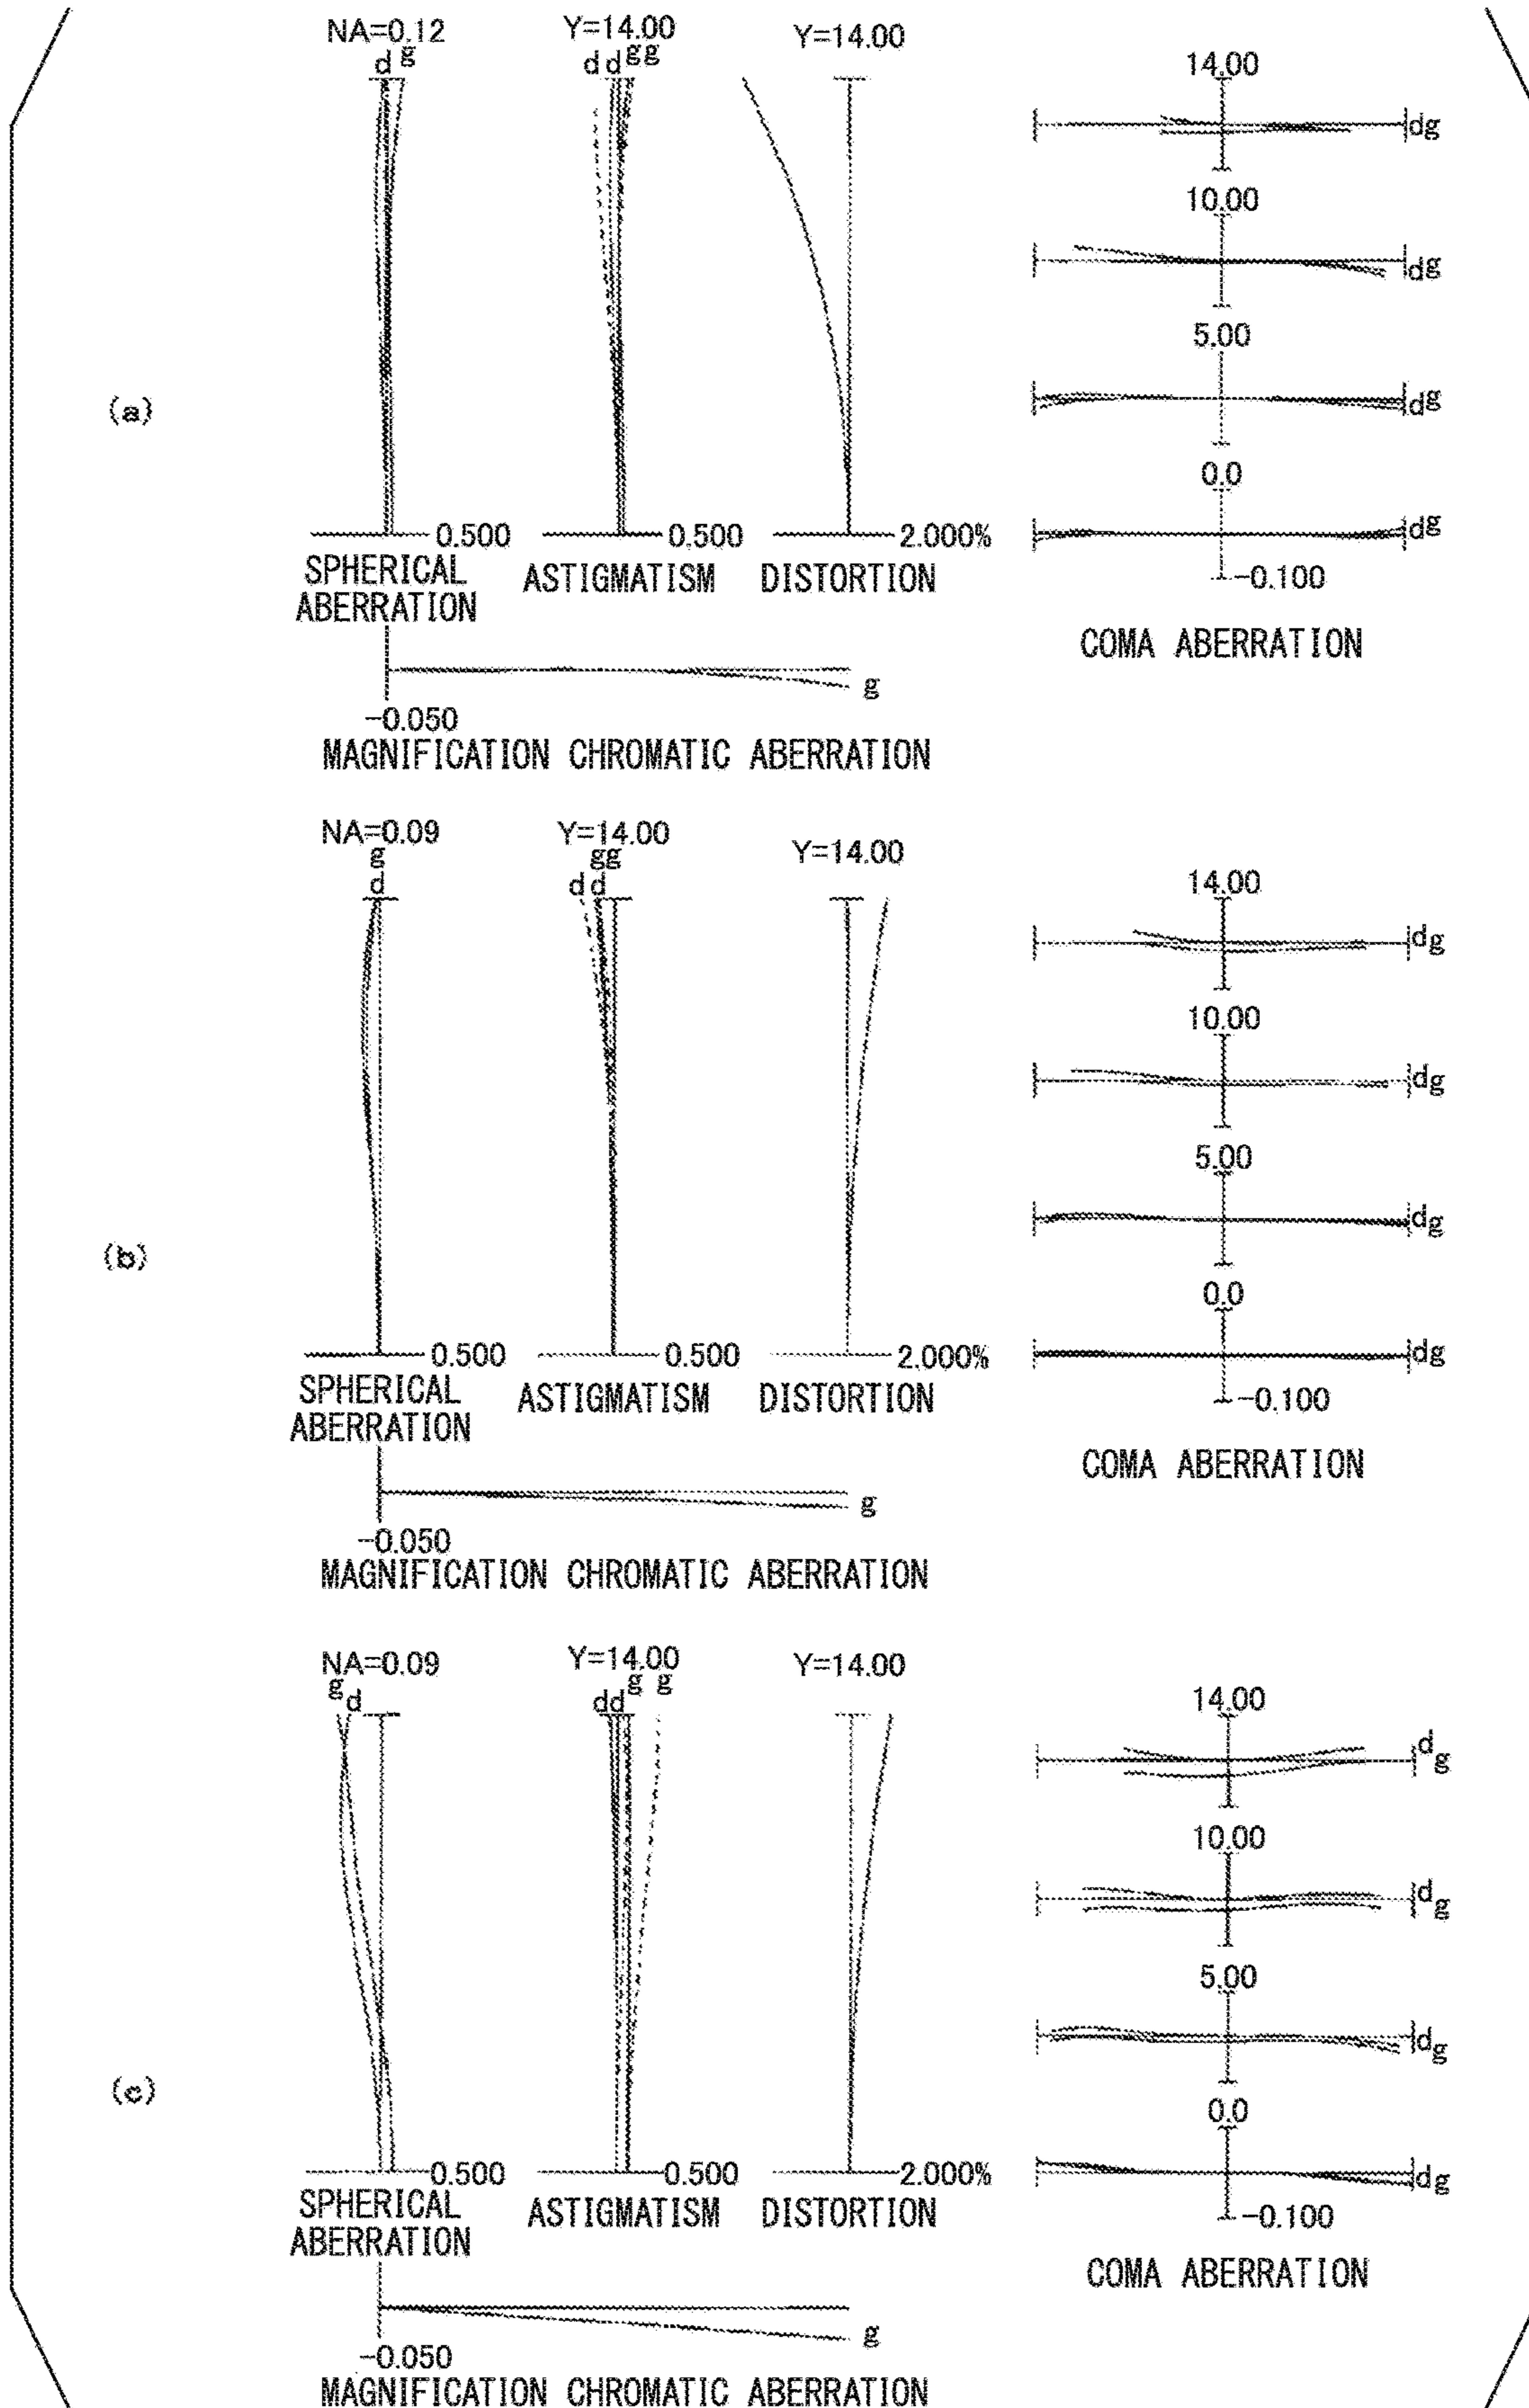 (a)
NA=0.12
d g
Y=14.00
d d g g
Y=14.00
0.500
SPHERICAL
ABERRATION
0.500
ASTIGMATISM
2.000%
DISTORTION
14.00
dg
10.00
dg
5.00
dg
0.0
dg
-0.100
COMA ABERRATION
g
-0.050
MAGNIFICATION CHROMATIC ABERRATION
(b)
NA=0.09
g
d
Y=14.00
gg
d d
Y=14.00
0.500
SPHERICAL
ABERRATION
0.500
ASTIGMATISM
2.000%
DISTORTION
14.00
dg
10.00
dg
5.00
dg
0.0
dg
-0.100
COMA ABERRATION
g
-0.050
MAGNIFICATION CHROMATIC ABERRATION
(c)
NA=0.09
g d
Y=14.00
dd g g
Y=14.00
0.500
SPHERICAL
ABERRATION
0.500
ASTIGMATISM
2.000%
DISTORTION
14.00
dg
10.00
dg
5.00
dg
0.0
dg
-0.100
COMA ABERRATION
g
-0.050
MAGNIFICATION CHROMATIC ABERRATION